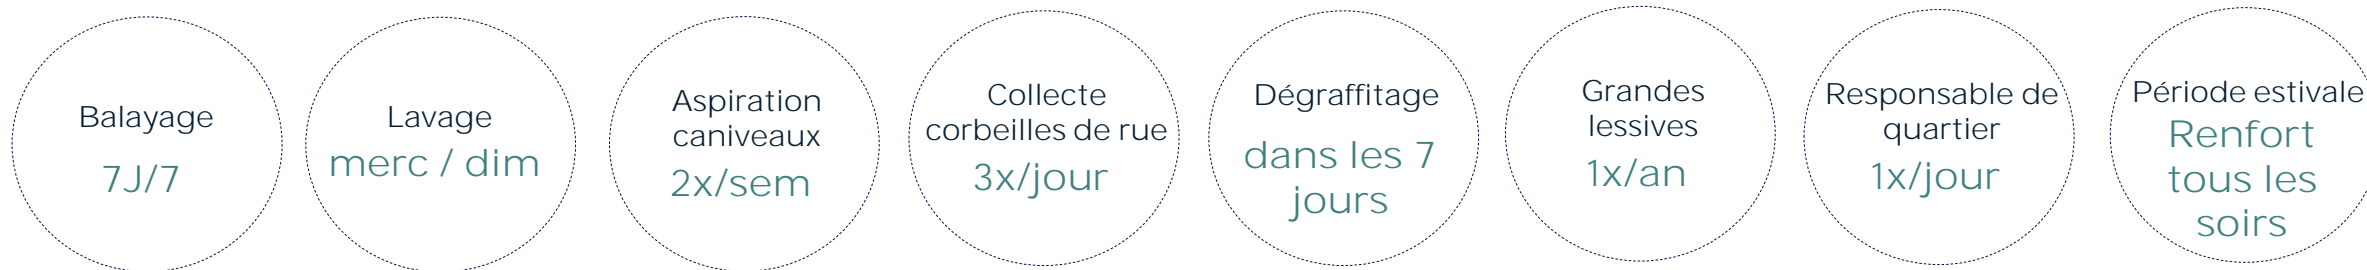 Balayage
7J/7
Lavage
merc / dim
Aspiration
caniveaux
2x/sem
Collecte
corbeilles de rue
3x/jour
Dégraffitage
dans les 7
jours
Grandes
lessives
1x/an
Responsable de
quartier
1x/jour
Période estivale
Renfort
tous les
soirs